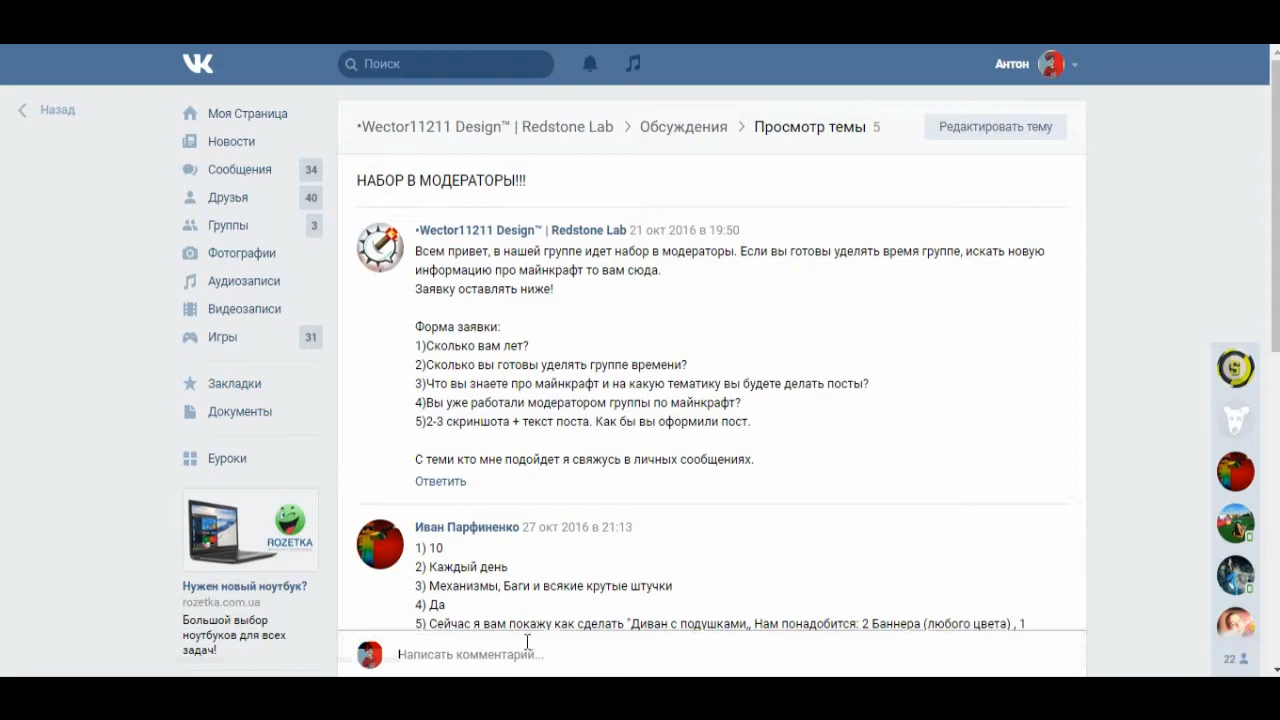 Поиск
Антон
Назад
Моя Страница
Новости
Сообщения 34
Друзья 40
Группы 3
Фотографии
Аудиозаписи
Видеозаписи
Игры 31
Закладки
Документы
Еуроки
ROZETKA
Нужен новый ноутбук?
rozetka.com.ua
Большой выбор
ноутбуков для всех
задач!
•Wector11211 Design™ | Redstone Lab > Обсуждения > Просмотр темы 5
Редактировать тему
НАБОР В МОДЕРАТОРЫ!!!
•Wector11211 Design™ | Redstone Lab 21 окт 2016 в 19:50
Всем привет, в нашей группе идет набор в модераторы. Если вы готовы уделять время группе, искать новую
информацию про майнкрафт то вам сюда.
Заявку оставлять ниже!
Форма заявки:
1)Сколько вам лет?
2)Сколько вы готовы уделять группе времени?
3)Что вы знаете про майнкрафт и на какую тематику вы будете делать посты?
4)Вы уже работали модератором группы по майнкрафт?
5)2-3 скриншота + текст поста. Как бы вы оформили пост.
С теми кто мне подойдет я свяжусь в личных сообщениях.
Ответить
Иван Парфиненко 27 окт 2016 в 21:13
1) 10
2) Каждый день
3) Механизмы, Баги и всякие крутые штучки
4) Да
5) Сейчас я вам покажу как сделать "Диван с подушками,, Нам понадобится: 2 Баннера (любого цвета) , 1
Написать комментарий...
22